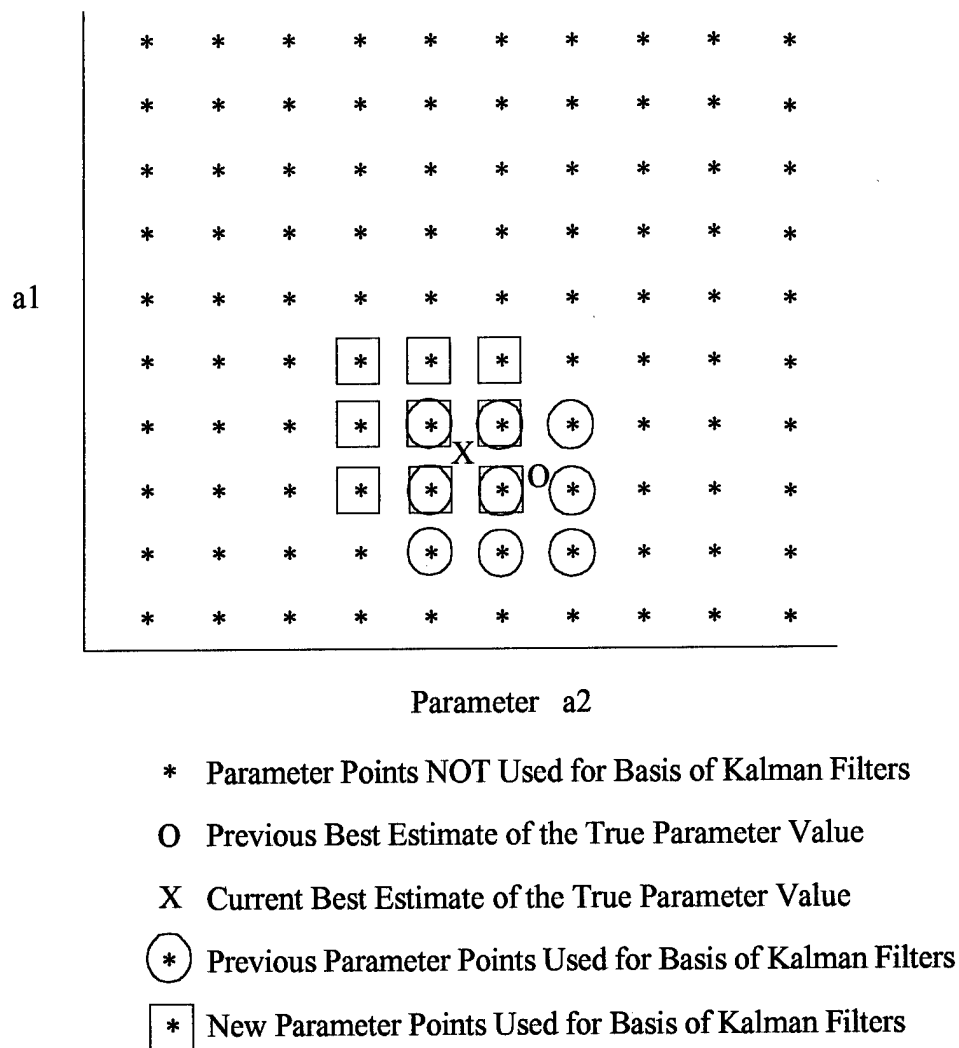 * * * * * * * * * *
* * * * * * * * * *
* * * * * * * * * *
* * * * * * * * * *
a1 * * * * * * * * * *
* * * * * * * * * *
* * * * * * * * * *
X
O
* * * * * * * * * *
* * * * * * * * * *
* * * * * * * * * *
Parameter a2
* Parameter Points NOT Used for Basis of Kalman Filters
O Previous Best Estimate of the True Parameter Value
X Current Best Estimate of the True Parameter Value
* Previous Parameter Points Used for Basis of Kalman Filters
* New Parameter Points Used for Basis of Kalman Filters